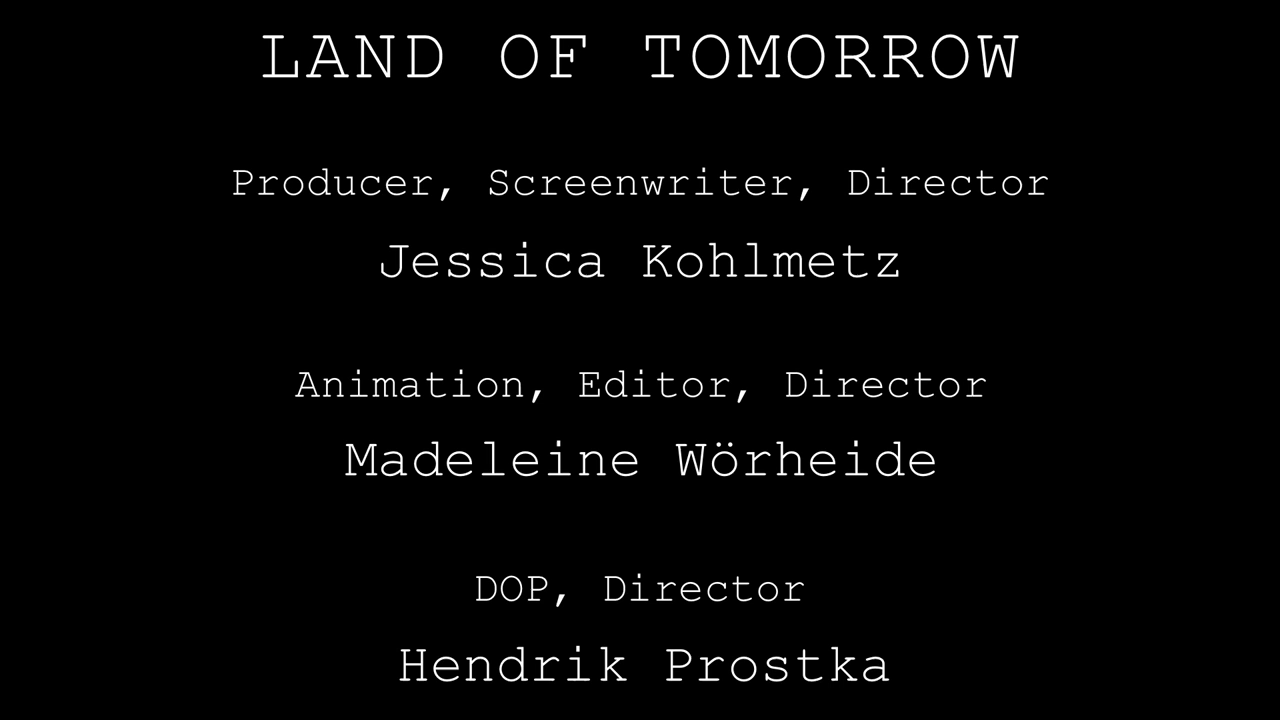 LAND OF TOMORROW
Producer, Screenwriter, Director
Jessica Kohlmetz
Animation, Editor, Director
Madeleine Wörheide
DOP, Director
Hendrik Prostka